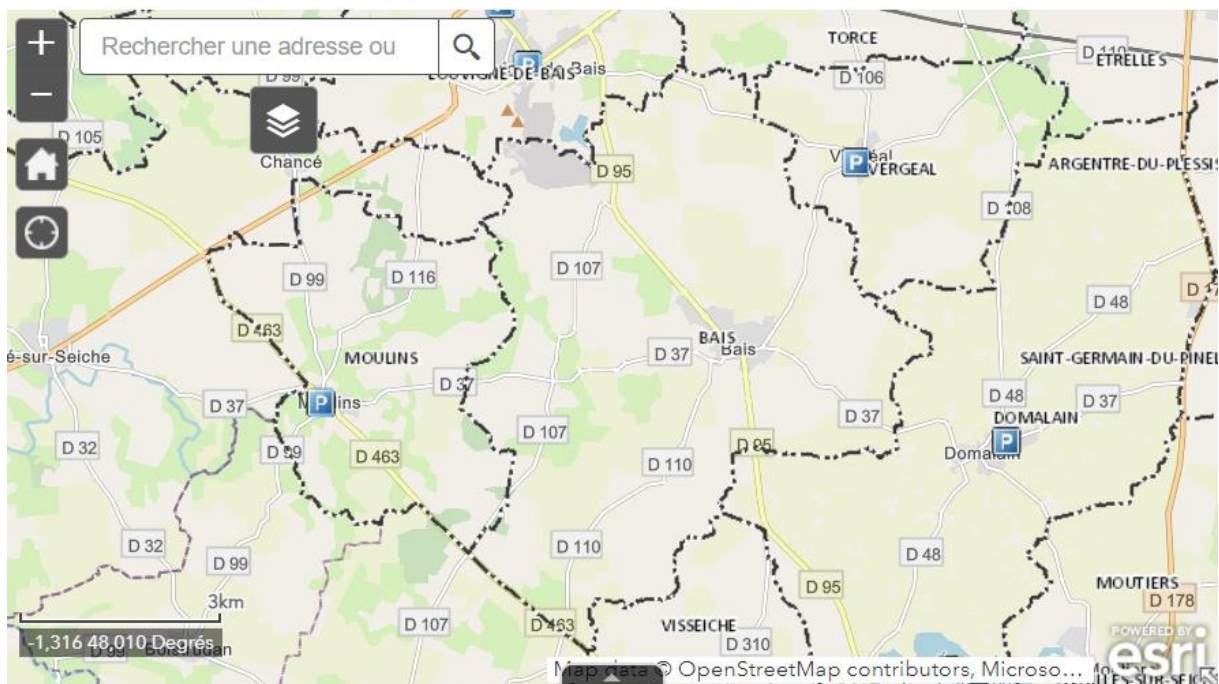 +
Rechercher une adresse ou
D 99
LOUVIGNE-DE-BAIS
de Bais
TORCE
D 110
ETRELLES
D 106
−
D 105
Chancé
D 95
VERGEAL
ARGENTRE-DU-PLESSIS
D 108
D 99
D 116
D 107
D 48
D 17
D 463
é-sur-Seiche
MOULINS
D 37
BAIS
Bais
SAINT-GERMAIN-DU-PINEL
D 37
D 37
D 48
D 37
D 37
DOMALAIN
D 32
D 99
D 463
D 107
D 110
D 95
Domalain
D 32
D 99
D 110
D 48
3km
D 95
MOUTIERS
D 178
D 107
D 463
VISSEICHE
D 310
-1,316 48,010 Degrés
POWERED BY
esri
Map data © OpenStreetMap contributors, Microso...